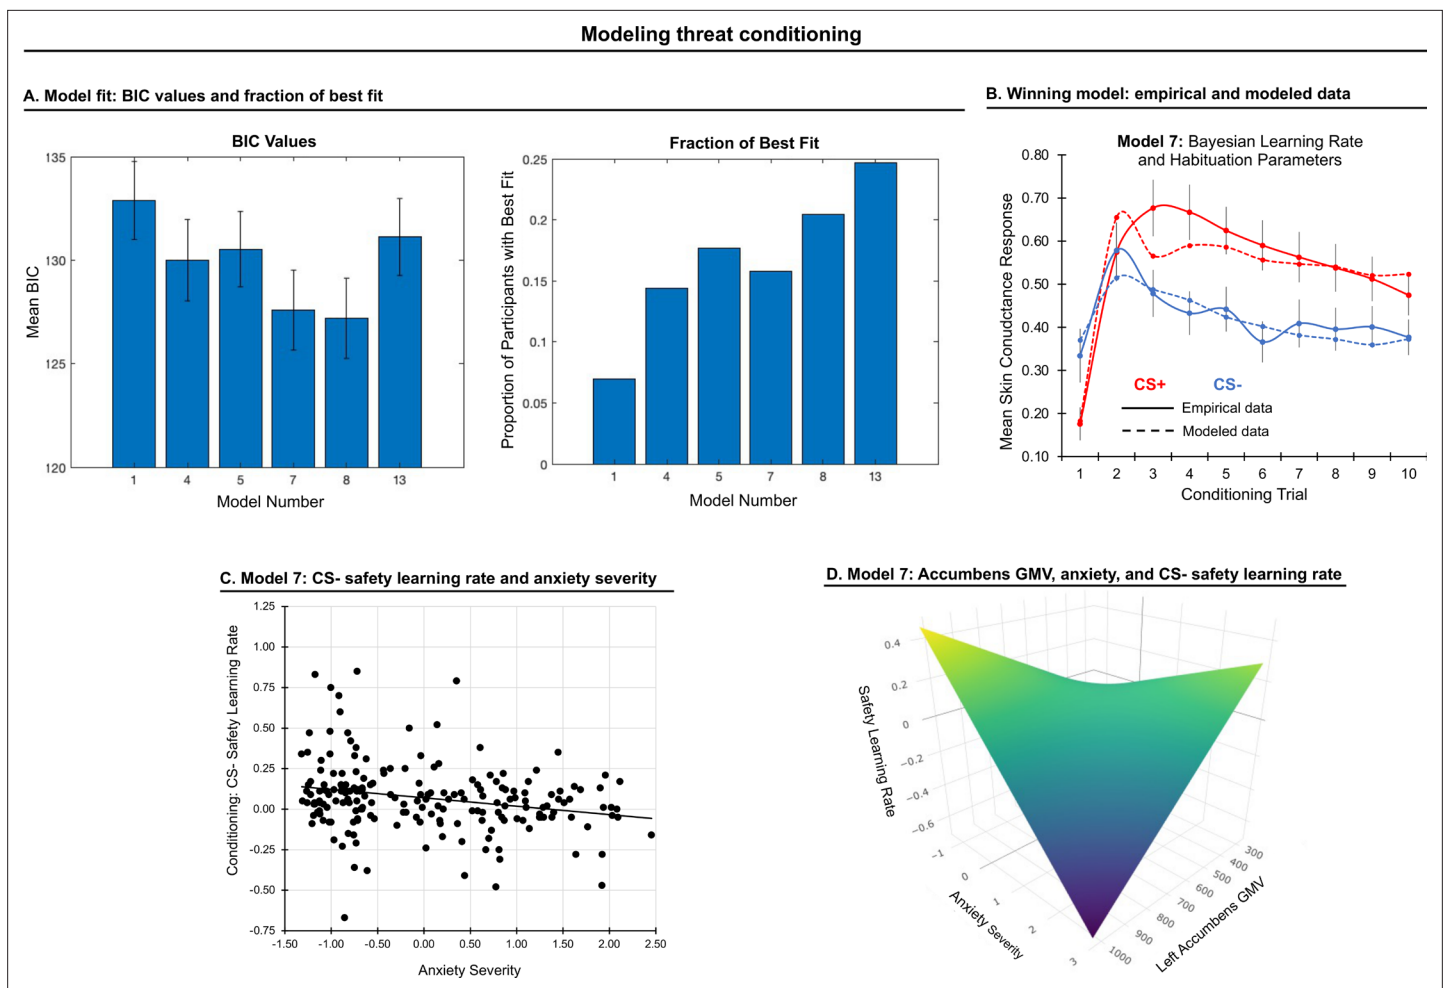 Modeling threat conditioning
A. Model fit: BIC values and fraction of best fit
BIC Values
135
130
125
120
Mean BIC
1 4 5 7 8 13
Model Number
Fraction of Best Fit
0.25
0.2
0.15
0.1
0.05
0
Proportion of Participants with Best Fit
1 4 5 7 8 13
Model Number
B. Winning model: empirical and modeled data
Model 7: Bayesian Learning Rate
and Habituation Parameters
0.80
0.70
0.60
0.50
0.40
0.30
0.20
0.10
Mean Skin Conudctance Response
CS+ CS-
Empirical data
Modeled data
1 2 3 4 5 6 7 8 9 10
Conditioning Trial
C. Model 7: CS- safety learning rate and anxiety severity
1.25
1.00
0.75
0.50
0.25
0.00
-0.25
-0.50
-0.75
Conditioning: CS- Safety Learning Rate
-1.50 -1.00 -0.50 0.00 0.50 1.00 1.50 2.00 2.50
Anxiety Severity
D. Model 7: Accumbens GMV, anxiety, and CS- safety learning rate
0.4
0.2
0
−0.2
−0.4
−0.6
Safety Learning Rate
−1
0
1
2
3
Anxiety Severity
300
400
500
600
700
800
900
1000
Left Accumbens GMV